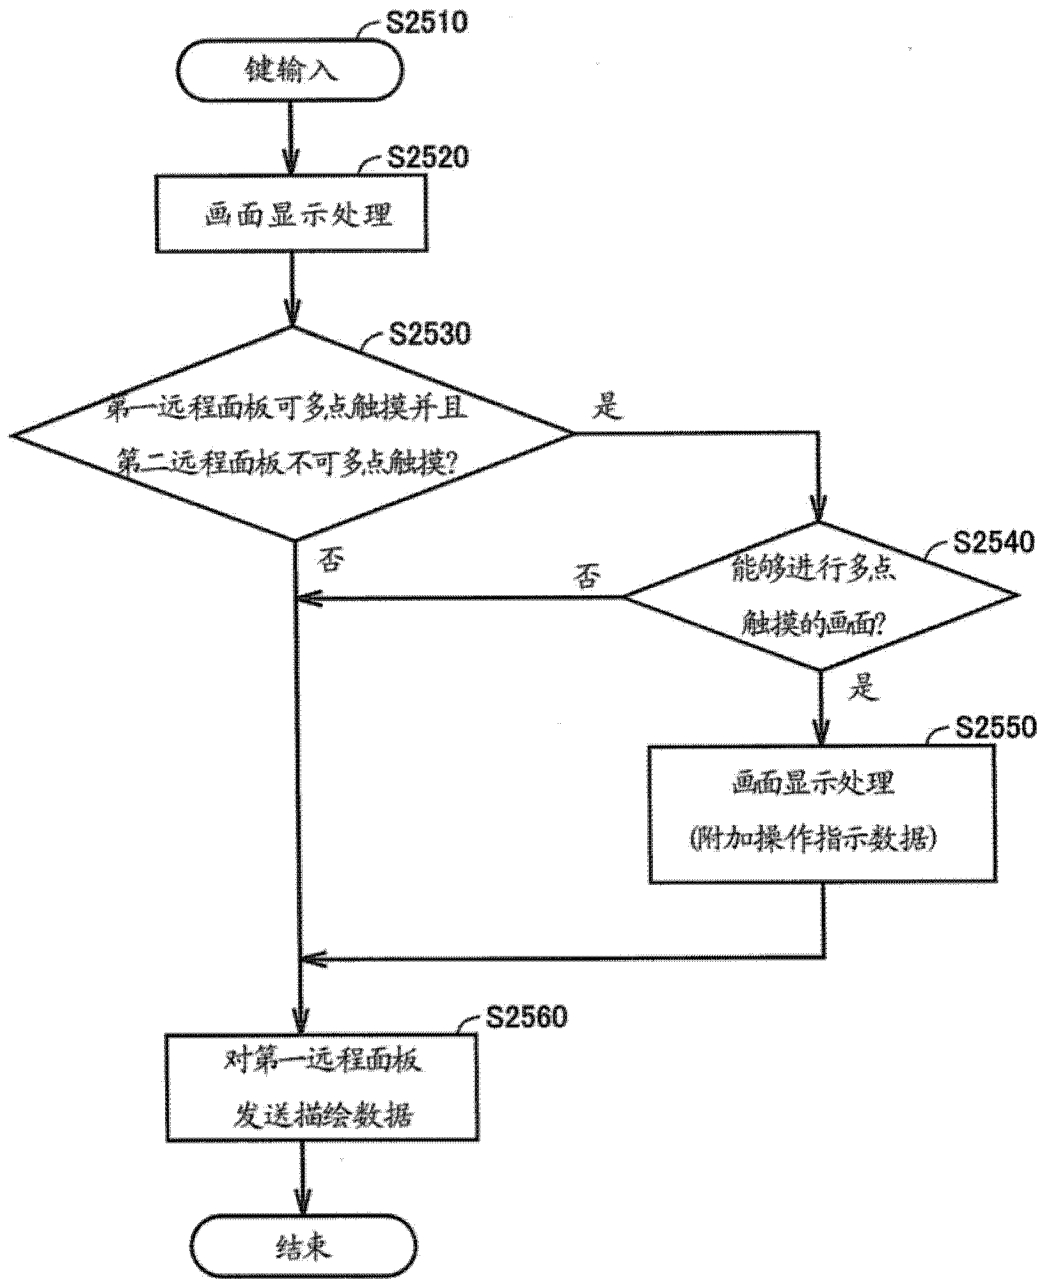 S2510
键输入
S2520
画面显示处理
S2530
第一远程面板可多点触摸并且
第二远程面板不可多点触摸?
是
否
S2540
能够进行多点
触摸的画面?
否
是
S2550
画面显示处理
(附加操作指示数据)
S2560
对第一远程面板
发送描绘数据
结束